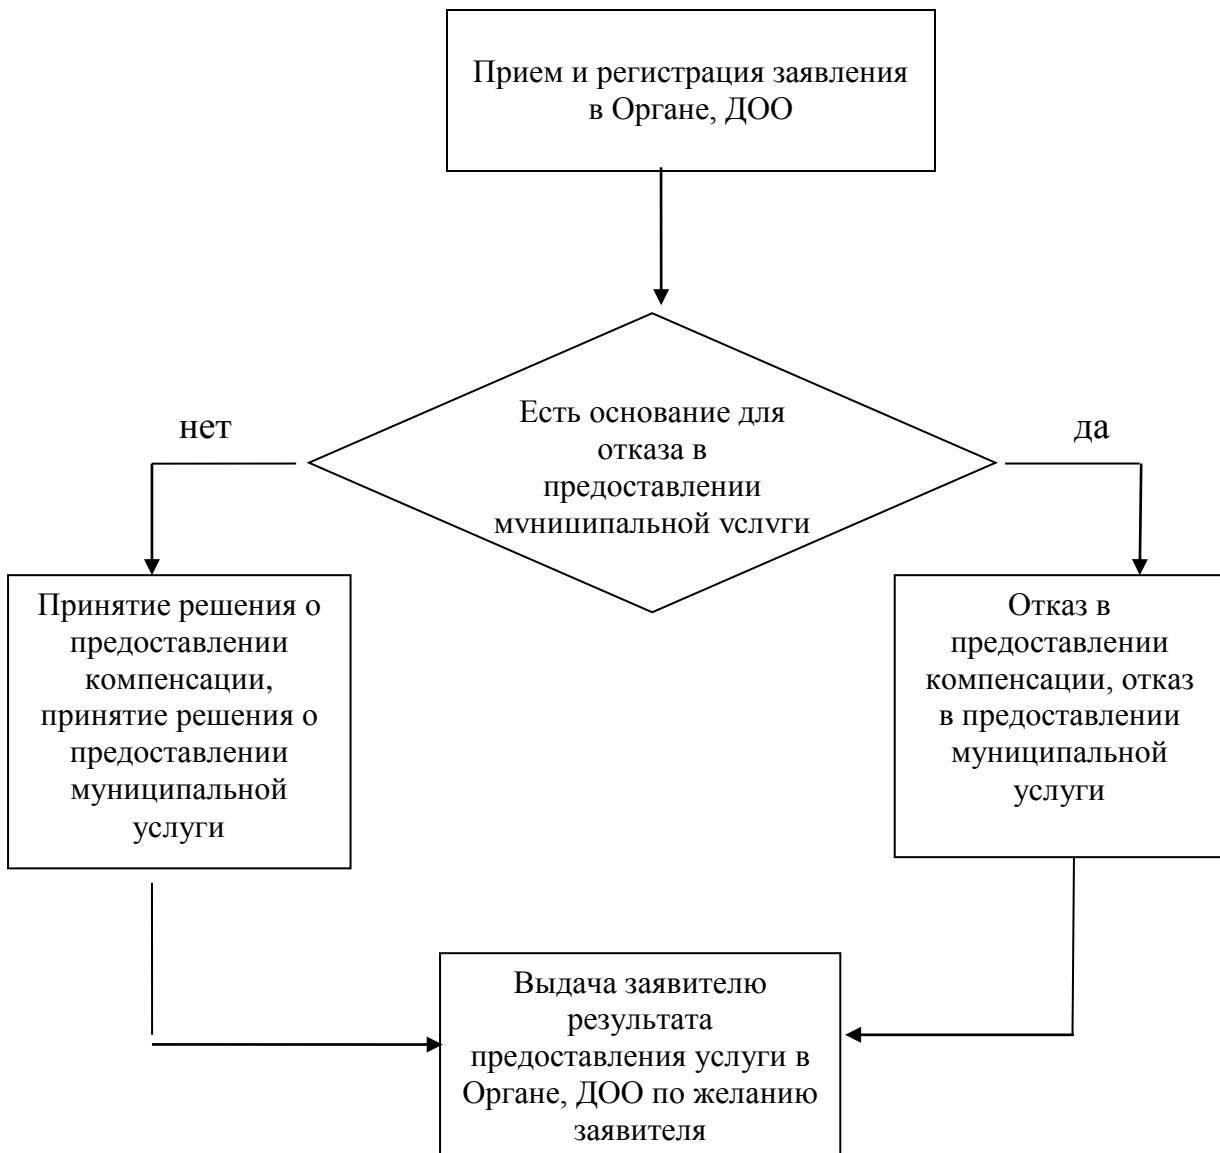 Прием и регистрация заявления
в Органе, ДОО
Есть основание для
отказа в
предоставлении
муниципальной услуги
нет
да
Принятие решения о
предоставлении
компенсации,
принятие решения о
предоставлении
муниципальной
услуги
Отказ в
предоставлении
компенсации, отказ
в предоставлении
муниципальной
услуги
Выдача заявителю
результата
предоставления услуги в
Органе, ДОО по желанию
заявителя